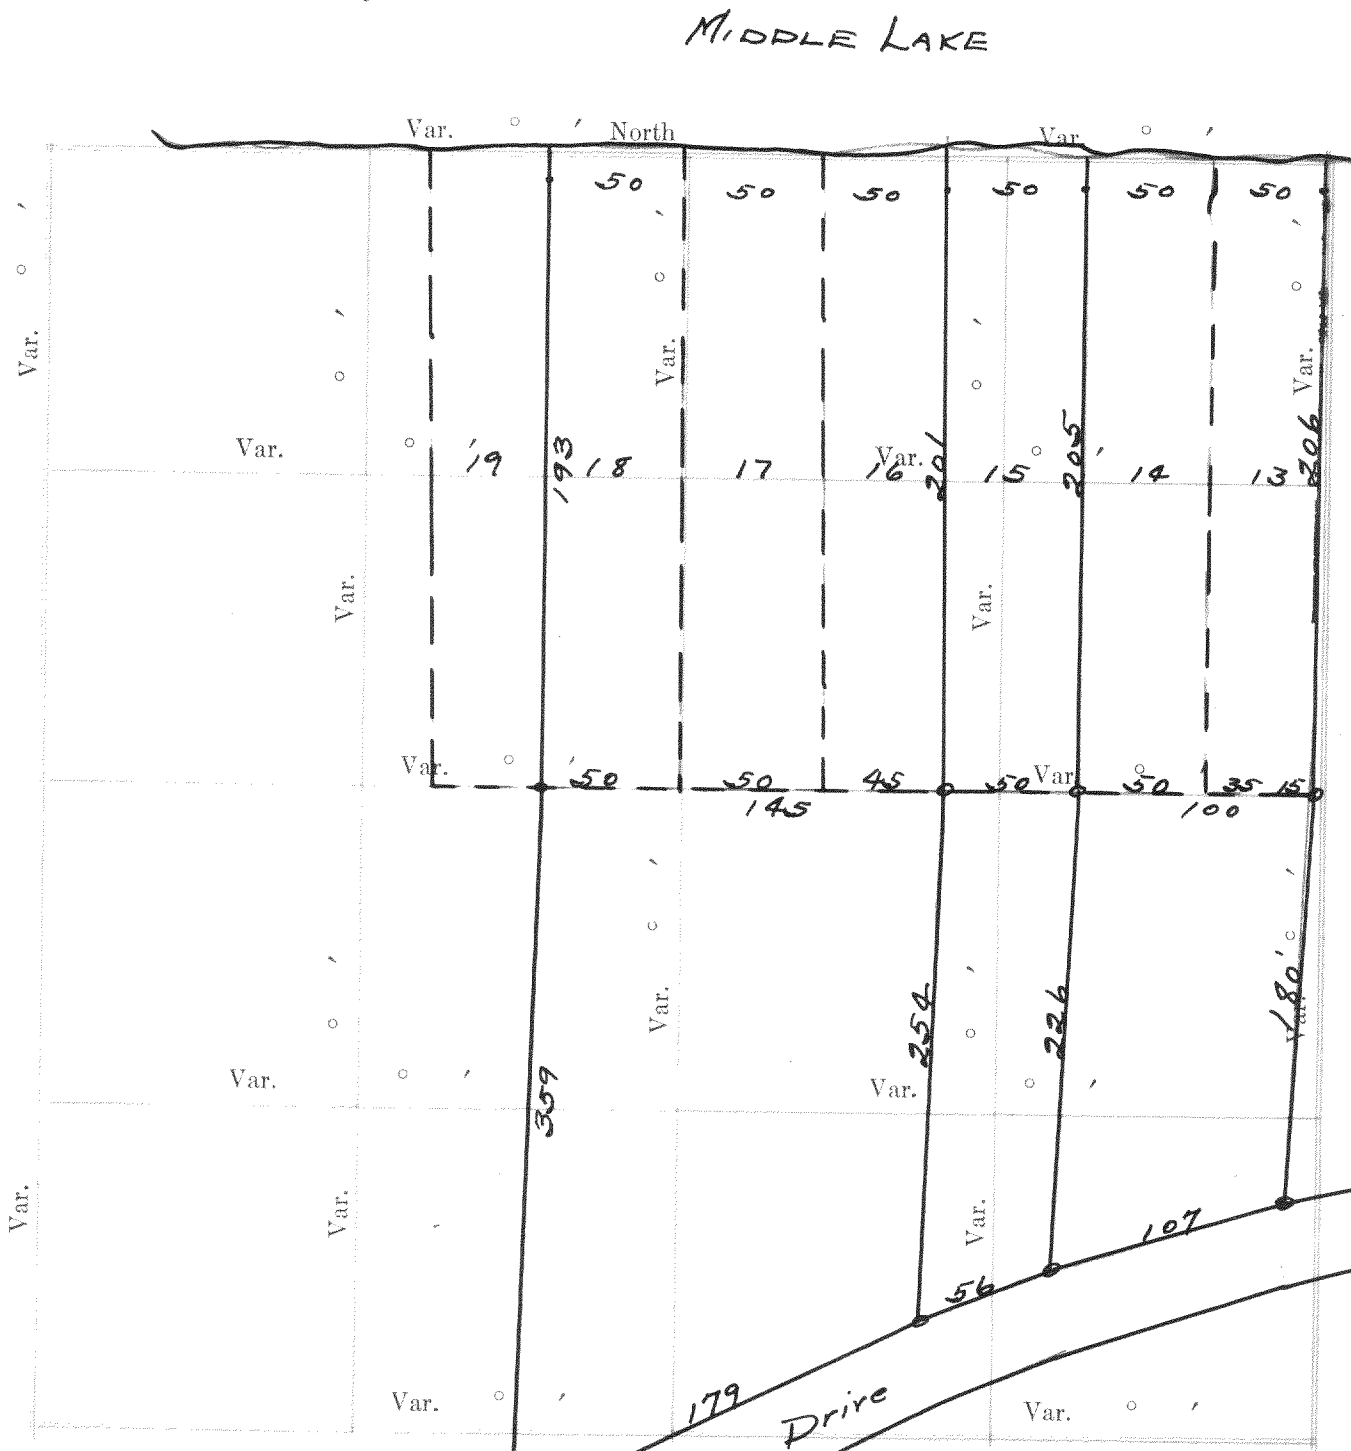 MIDDLE LAKE
Var. ° ' North Var. ° '
50 50 50 50 50 50
Var. ° '
° '
Var. ° '
Var. ° '
° '
Var. ° ' Var. ° '
19 193 18 17 16 201 15 205 14 13 206
Var.
Var.
Var. ° ' Var. ° '
50 50 45 50 50 35 15
145 100
Var. ° '
° '
° '
Var. ° '
254 226 180'
Var. ° ' Var. ° '
359
Var.
Var.
Var.
107
56
179
Var. ° ' Var. ° '
Drive